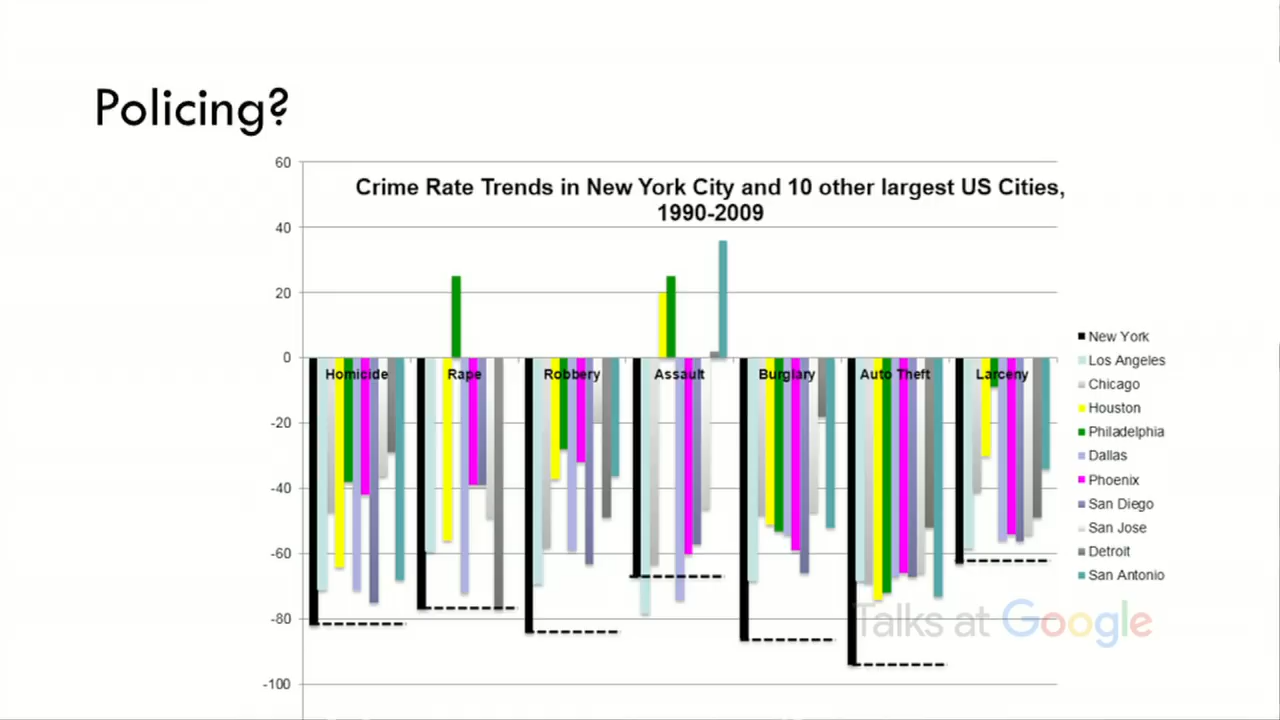 Policing?
Crime Rate Trends in New York City and 10 other largest US Cities,
1990-2009
60
40
20
0
-20
-40
-60
-80
-100
Homicide
Rape
Robbery
Assault
Burglary
Auto Theft
Larceny
New York
Los Angeles
Chicago
Houston
Philadelphia
Dallas
Phoenix
San Diego
San Jose
Detroit
San Antonio
Talks at Google